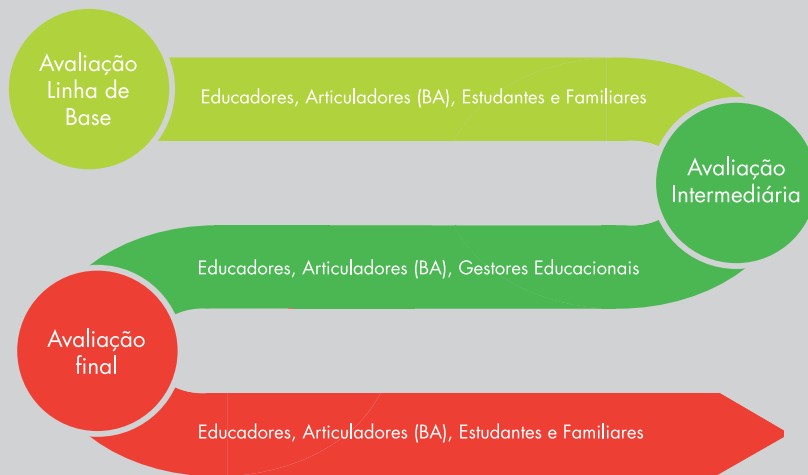 Avaliação
Linha de
Base
Educadores, Articuladores (BA), Estudantes e Familiares
Avaliação
Intermediária
Educadores, Articuladores (BA), Gestores Educacionais
Avaliação
final
Educadores, Articuladores (BA), Estudantes e Familiares